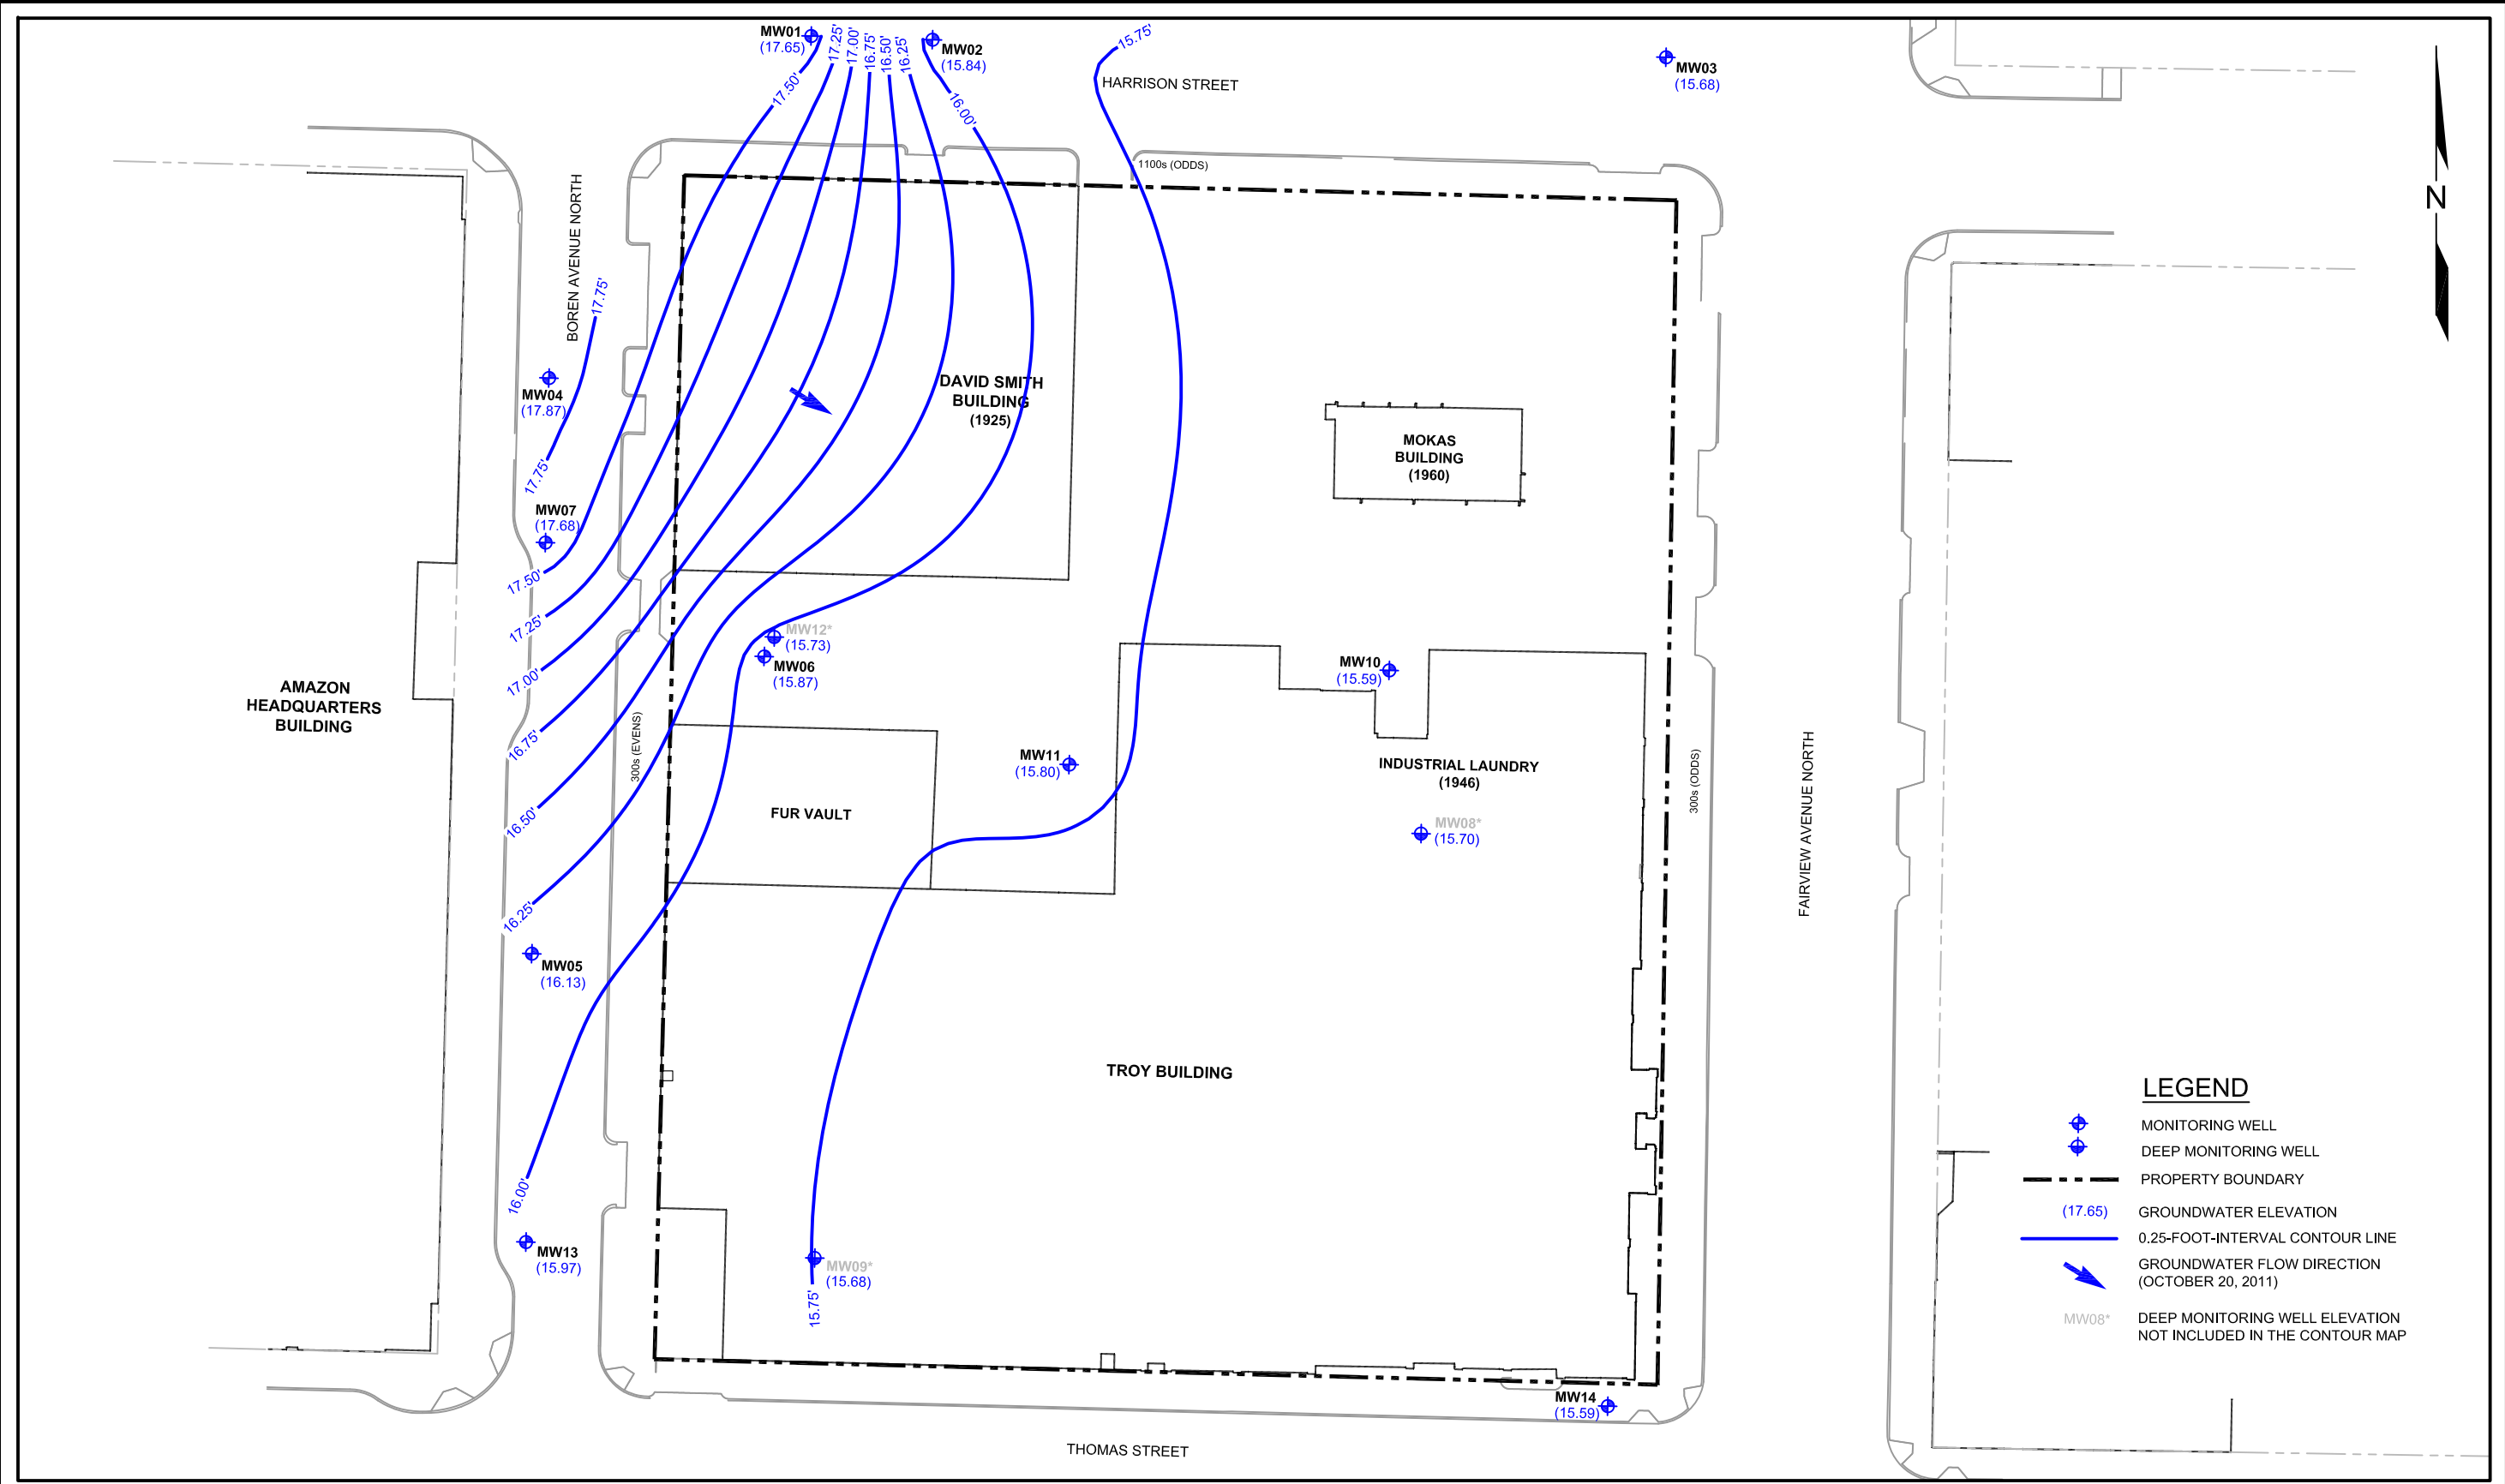 MW01
(17.65)
17.50'
17.25'
17.00'
16.75'
16.50'
16.25'
MW02
(15.84)
16.00'
15.75'
HARRISON STREET
MW03
(15.68)
N
1100s (ODDS)
BOREN AVENUE NORTH
17.75'
MW04
(17.87)
17.75'
DAVID SMITH
BUILDING
(1925)
MOKAS
BUILDING
(1960)
MW07
(17.68)
17.50'
17.25'
17.00'
16.75'
16.50'
16.25'
MW12*
(15.73)
MW06
(15.87)
MW10
(15.59)
AMAZON
HEADQUARTERS
BUILDING
300s (EVENS)
MW11
(15.80)
INDUSTRIAL LAUNDRY
(1946)
300s (ODDS)
FAIRVIEW AVENUE NORTH
FUR VAULT
MW08*
(15.70)
MW05
(16.13)
TROY BUILDING
16.00'
MW13
(15.97)
MW09*
(15.68)
15.75'
MW14
(15.59)
THOMAS STREET
LEGEND
MONITORING WELL
DEEP MONITORING WELL
PROPERTY BOUNDARY
(17.65) GROUNDWATER ELEVATION
0.25-FOOT-INTERVAL CONTOUR LINE
GROUNDWATER FLOW DIRECTION
(OCTOBER 20, 2011)
MW08* DEEP MONITORING WELL ELEVATION
NOT INCLUDED IN THE CONTOUR MAP